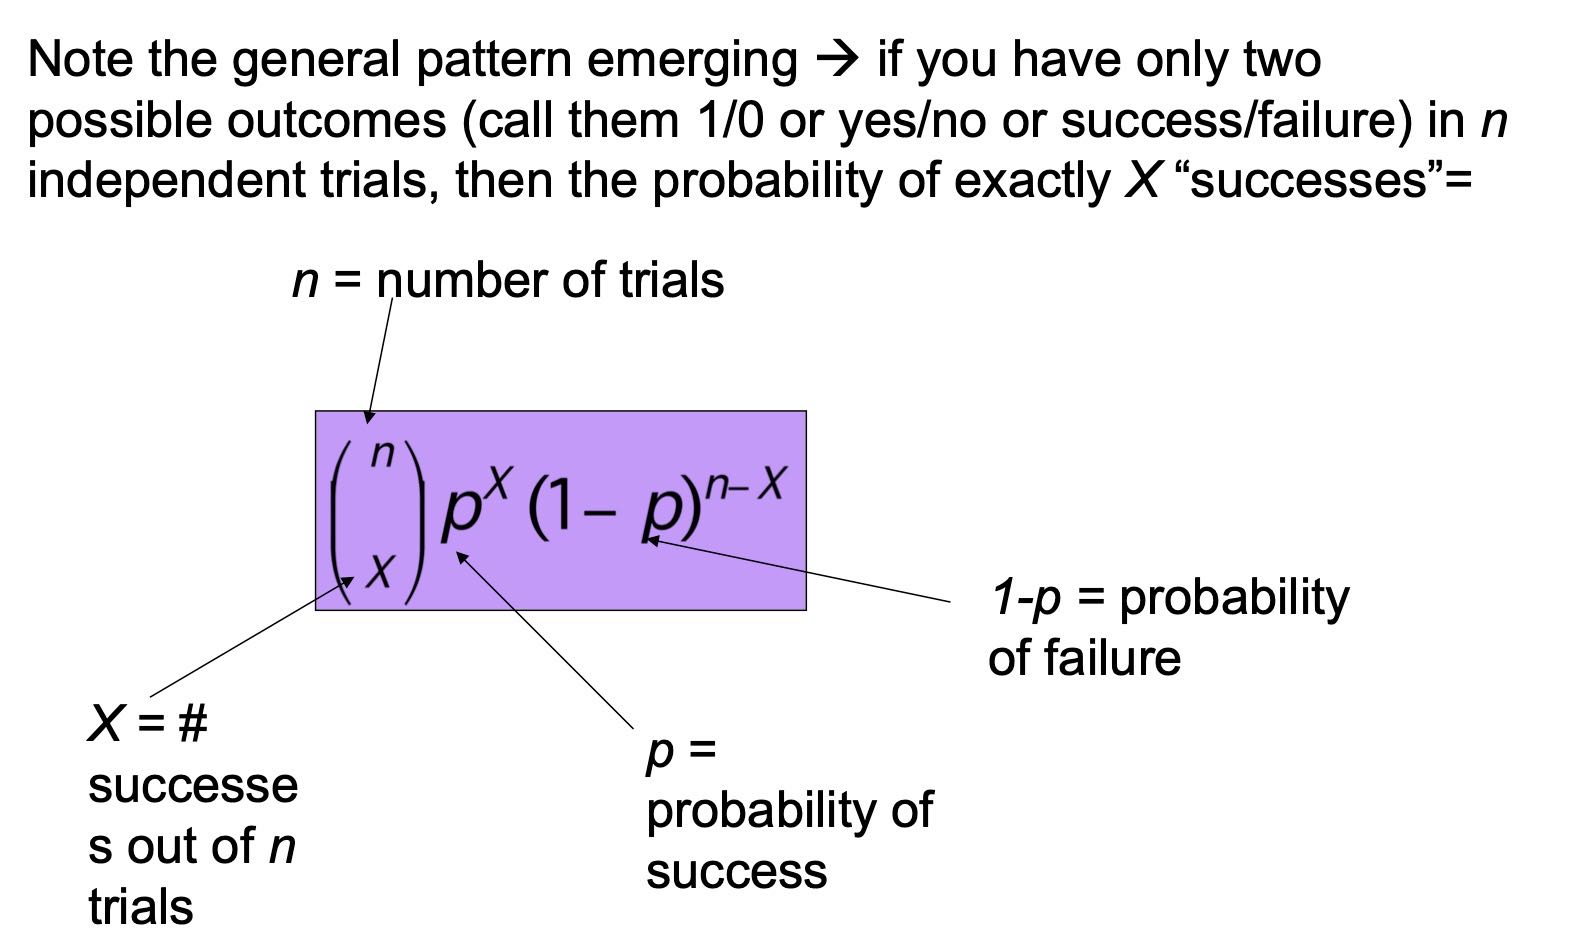 Note the general pattern emerging → if you have only two
possible outcomes (call them 1/0 or yes/no or success/failure) in n
independent trials, then the probability of exactly X “successes”=
n = number of trials
n
X
pX (1– p)n–X
1-p = probability
of failure
X = #
successe
s out of n
trials
p =
probability of
success